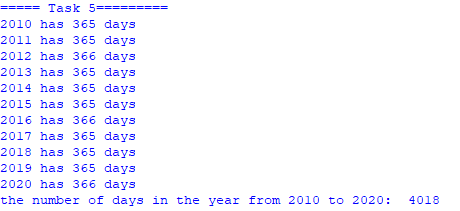 ===== Task 5=========
2010 has 365 days
2011 has 365 days
2012 has 366 days
2013 has 365 days
2014 has 365 days
2015 has 365 days
2016 has 366 days
2017 has 365 days
2018 has 365 days
2019 has 365 days
2020 has 366 days
the number of days in the year from 2010 to 2020:  4018